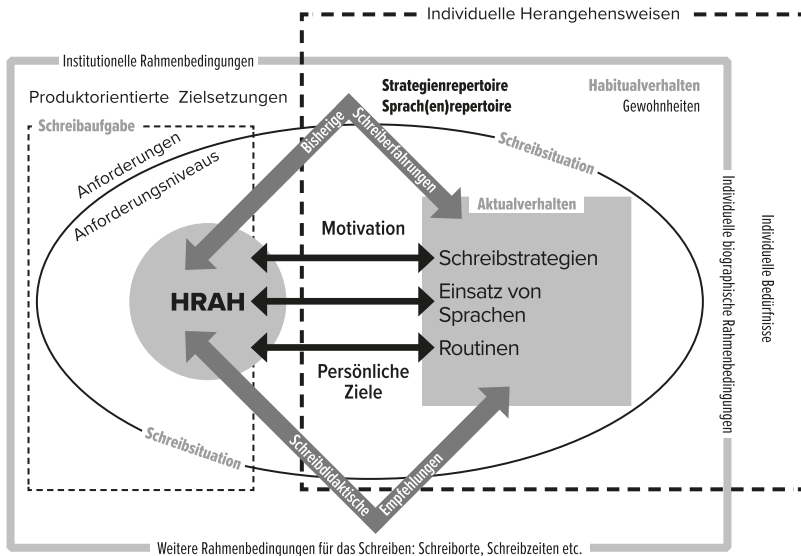 Individuelle Herangehensweisen
Institutionelle Rahmenbedingungen
Produktorientierte Zielsetzungen
Strategienrepertoire
Sprach(en)repertoire
Habitualverhalten
Gewohnheiten
Schreibaufgabe
Anforderungen
Anforderungsniveaus
Bisherige
Schreiberfahrungen
Schreibsituation
Aktualverhalten
Motivation
Schreibstrategien
HRAH
Einsatz von
Sprachen
Routinen
Persönliche
Ziele
Individuelle biographische Rahmenbedingungen
Individuelle Bedürfnisse
Schreibsituation
Schreibdidaktische
Empfehlungen
Weitere Rahmenbedingungen für das Schreiben: Schreiborte, Schreibzeiten etc.